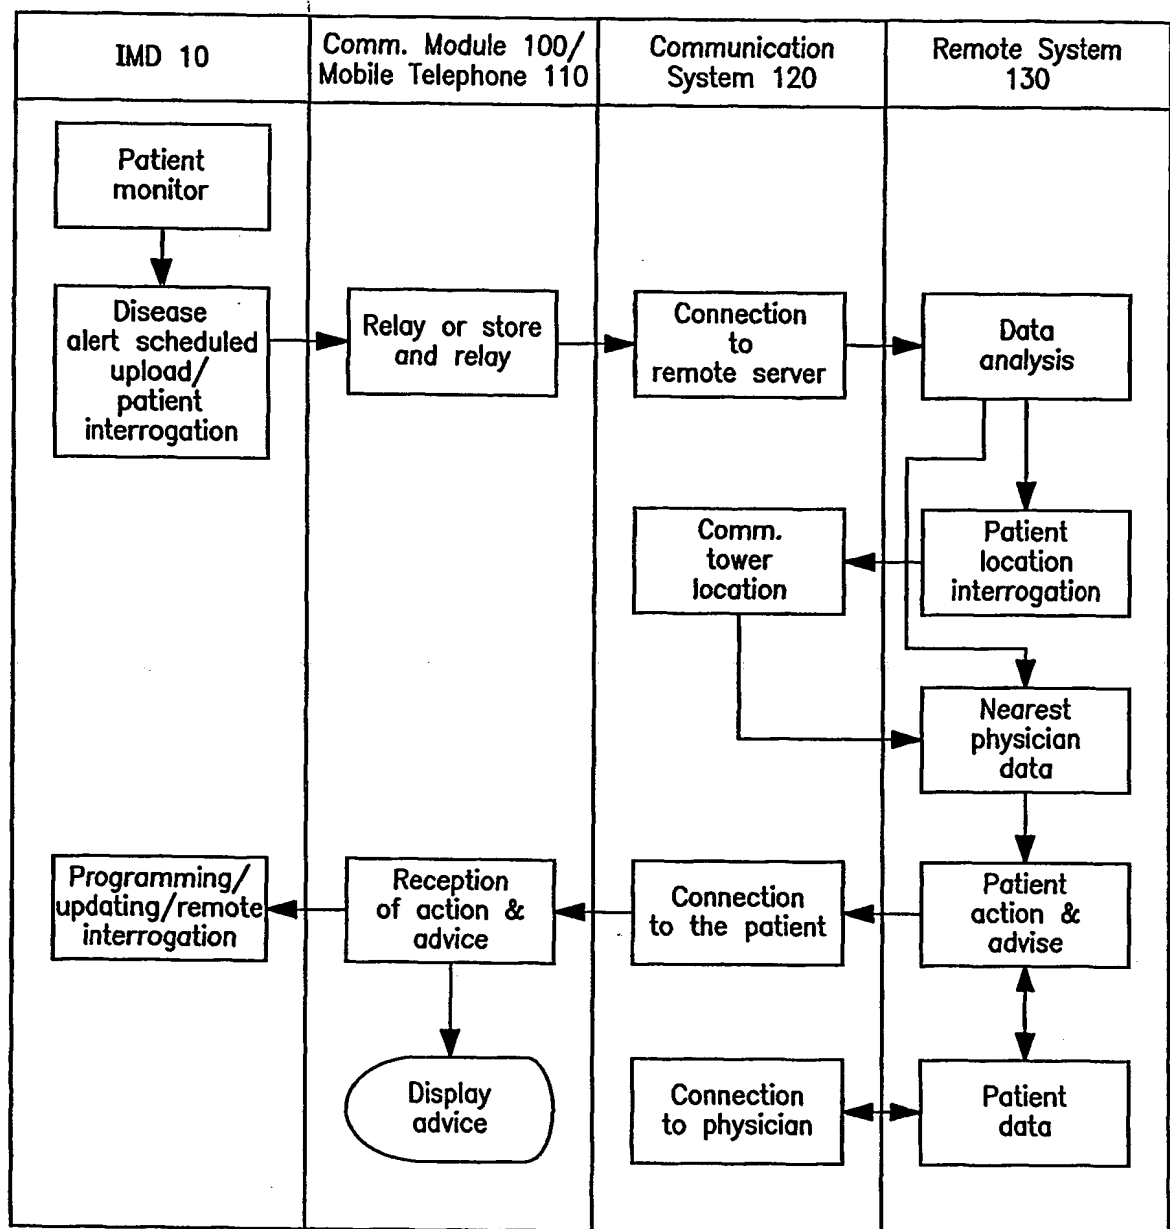 IMD 10
Comm. Module 100/
Mobile Telephone 110
Communication
System 120
Remote System
130
Patient
monitor
Disease
alert scheduled
upload/
patient
interrogation
Relay or store
and relay
Connection
to
remote server
Data
analysis
Comm.
tower
location
Patient
location
interrogation
Nearest
physician
data
Programming/
updating/remote
interrogation
Reception
of action &
advice
Connection
to the patient
Patient
action &
advise
Display
advice
Connection
to physician
Patient
data